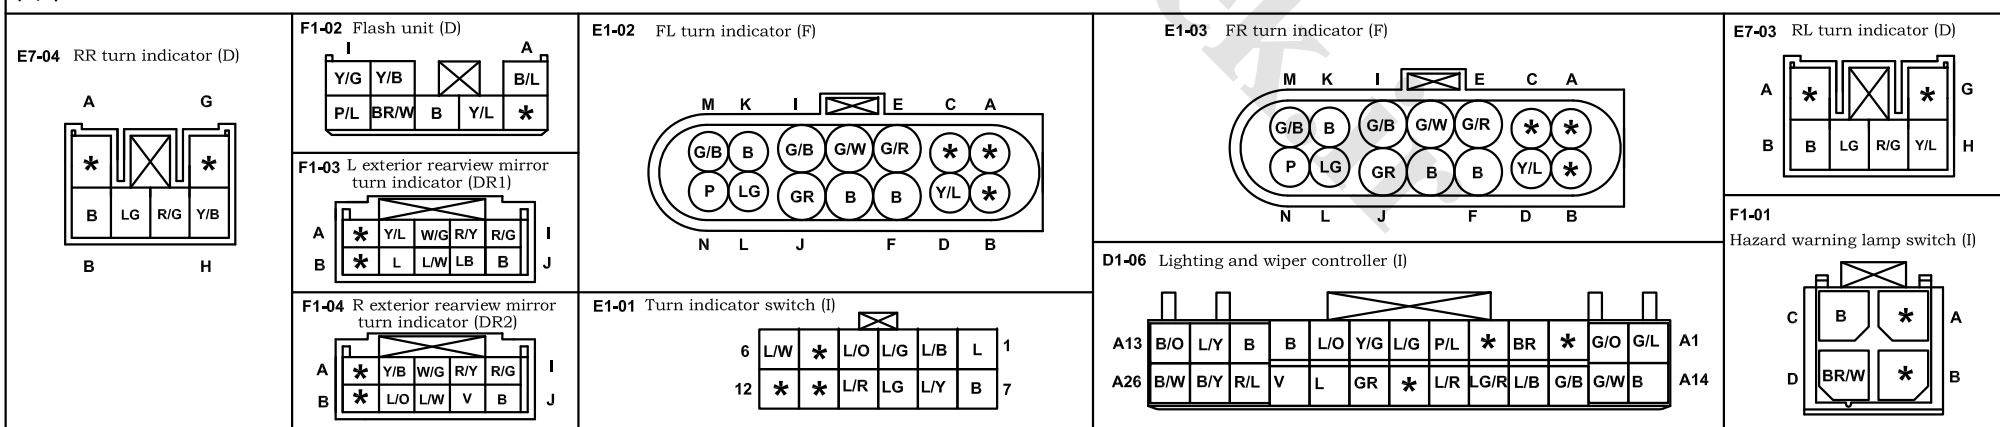 E7-04 RR turn indicator (D)
A G
* *
B LG R/G Y/B
B H
F1-02 Flash unit (D)
I A
Y/G Y/B B/L
P/L BR/W B Y/L *
F1-03 L exterior rearview mirror
turn indicator (DR1)
A * Y/L W/G R/Y R/G I
B * L L/W LB B J
F1-04 R exterior rearview mirror
turn indicator (DR2)
A * Y/B W/G R/Y R/G I
B * L/O L/W V B J
E1-02 FL turn indicator (F)
M K I E C A
G/B B G/B G/W G/R * *
P LG GR B B Y/L *
N L J F D B
E1-01 Turn indicator switch (I)
6 L/W * L/O L/G L/B L 1
12 * * L/R LG L/Y B 7
E1-03 FR turn indicator (F)
M K I E C A
G/B B G/B G/W G/R * *
P LG GR B B Y/L *
N L J F D B
D1-06 Lighting and wiper controller (I)
A13 B/O L/Y B B L/O Y/G L/G P/L * BR * G/O G/L A1
A26 B/W B/Y R/L V L GR * L/R LG/R L/B G/B G/W B A14
E7-03 RL turn indicator (D)
A * * G
B B LG R/G Y/L H
F1-01
Hazard warning lamp switch (I)
C B * A
D BR/W * B